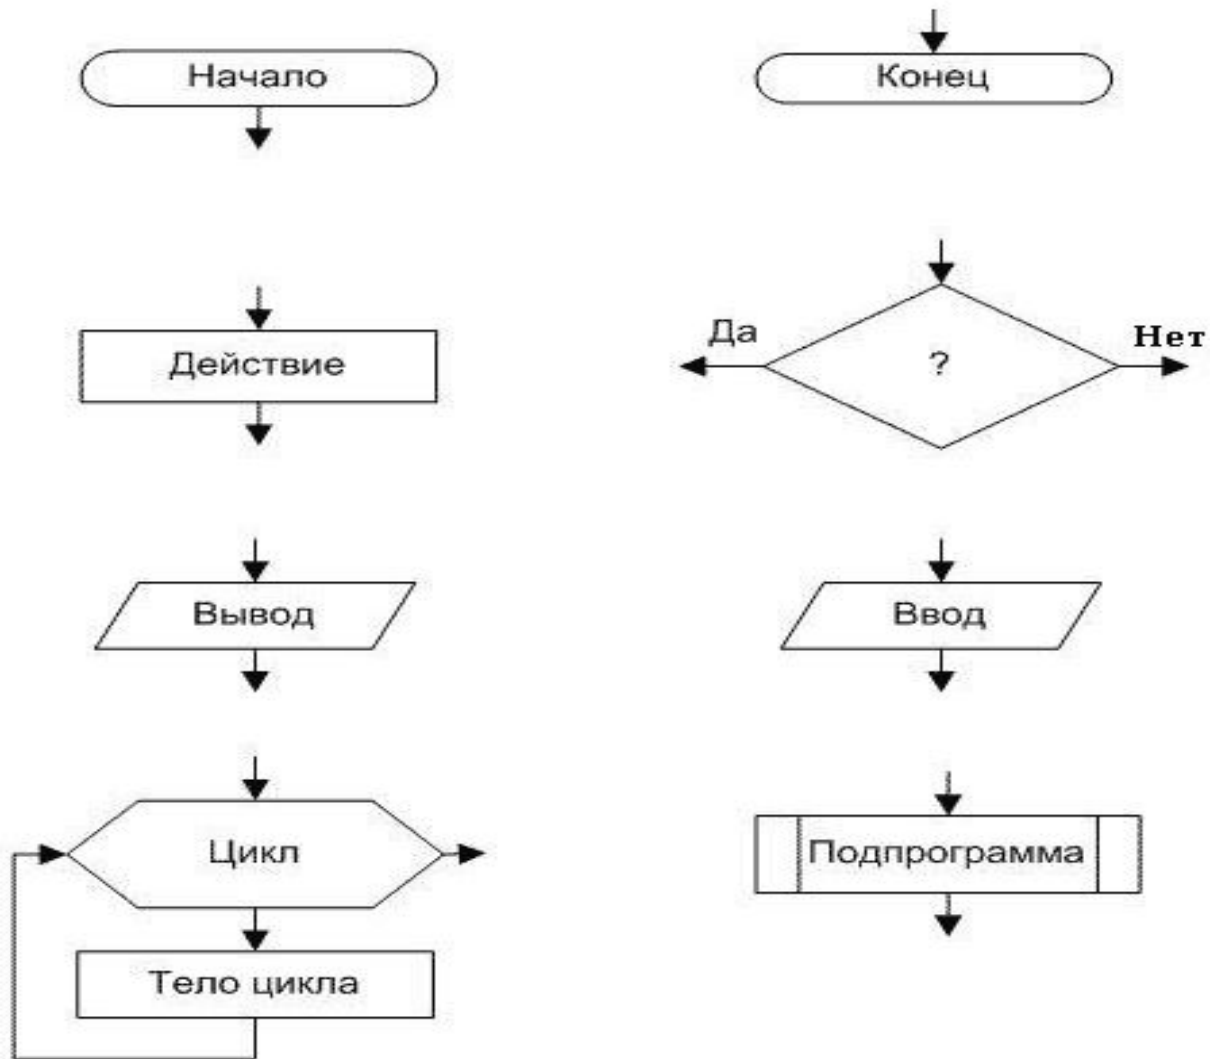 Начало
Конец
Да
?
Нет
Действие
Вывод
Ввод
Цикл
Подпрограмма
Тело цикла